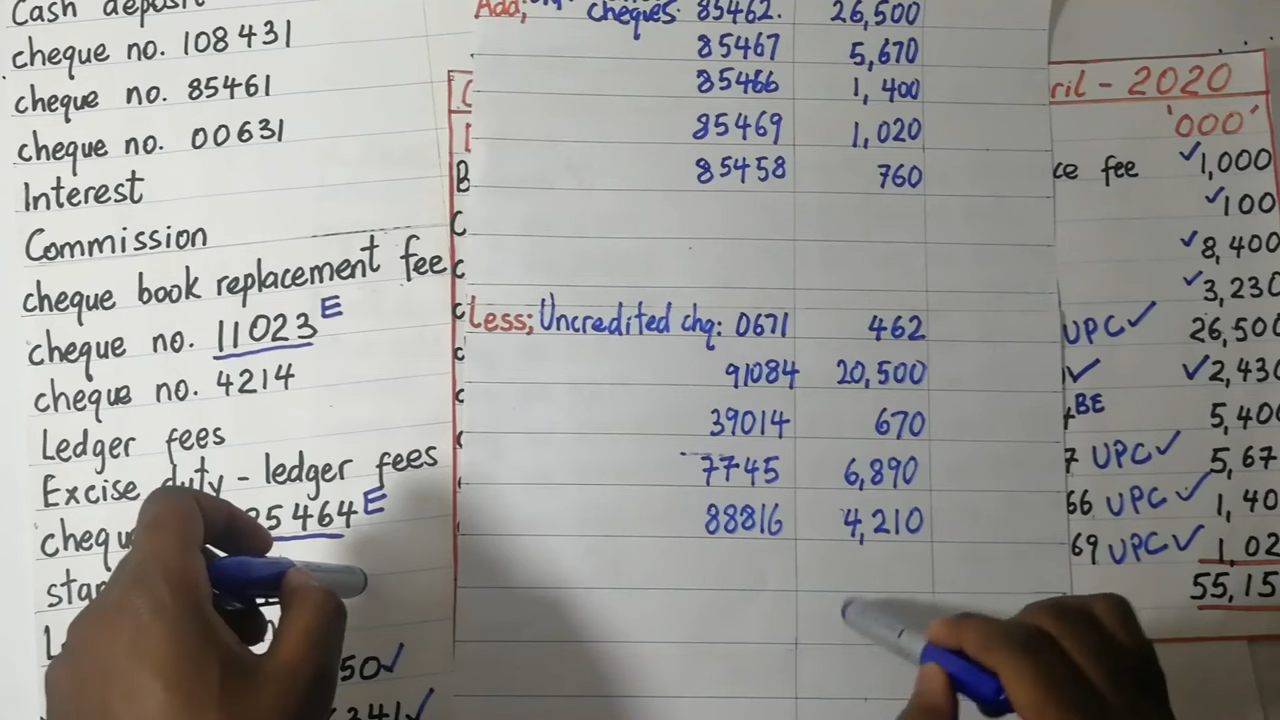 Cash deposit
cheque no. 108431
cheque no. 85461
cheque no. 00631
Interest
Commission
cheque book replacement fee
cheque no. 11023 E
cheque no. 4214
Ledger fees
Excise duty - ledger fees
85464 E
50✓
341✓
Add;
cheques 85462. 26,500
85467 5,670
85466 1,400
85469 1,020
85458 760
B
C
C
Less; Uncredited chq: 0671 462
91084 20,500
39014 670
7745 6,890
88816 4,210
ril - 2020
'000'
ce fee ✓1,000
✓100
✓8,400
✓3,230
UPC✓ 26,500
✓ ✓2,430
BE 5,40
7 UPC✓ 5,67
66 UPC✓ 1,40
69 UPC✓ 1,02
55,15